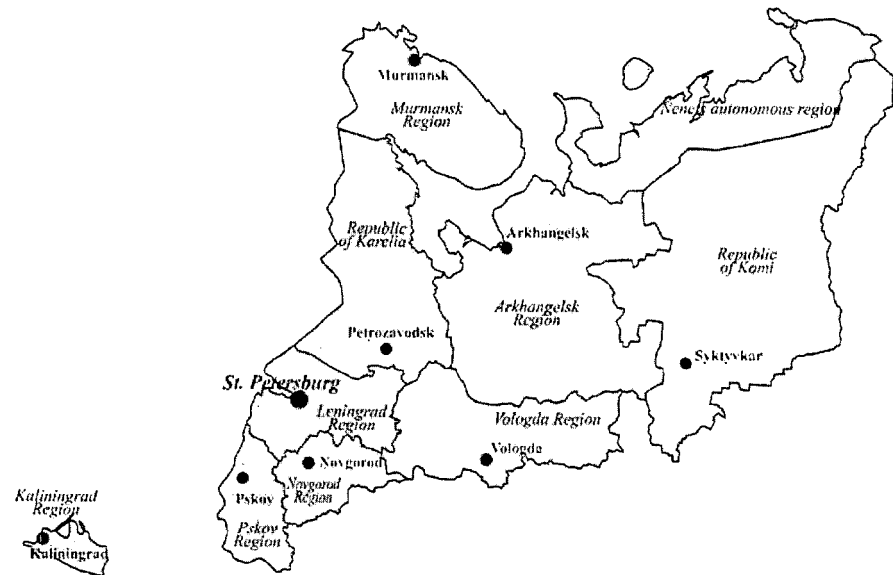 Murmansk
Murmansk
Region
Nenets autonomous region
Republic
of Karelia
Arkhangelsk
Republic
of Komi
Arkhangelsk
Region
Petrozavodsk
Syktyvkar
St. Petersburg
Leningrad
Region
Vologda Region
Vologda
Novgorod
Novgorod
Region
Pskov
Pskov
Region
Kaliningrad
Region
Kaliningrad